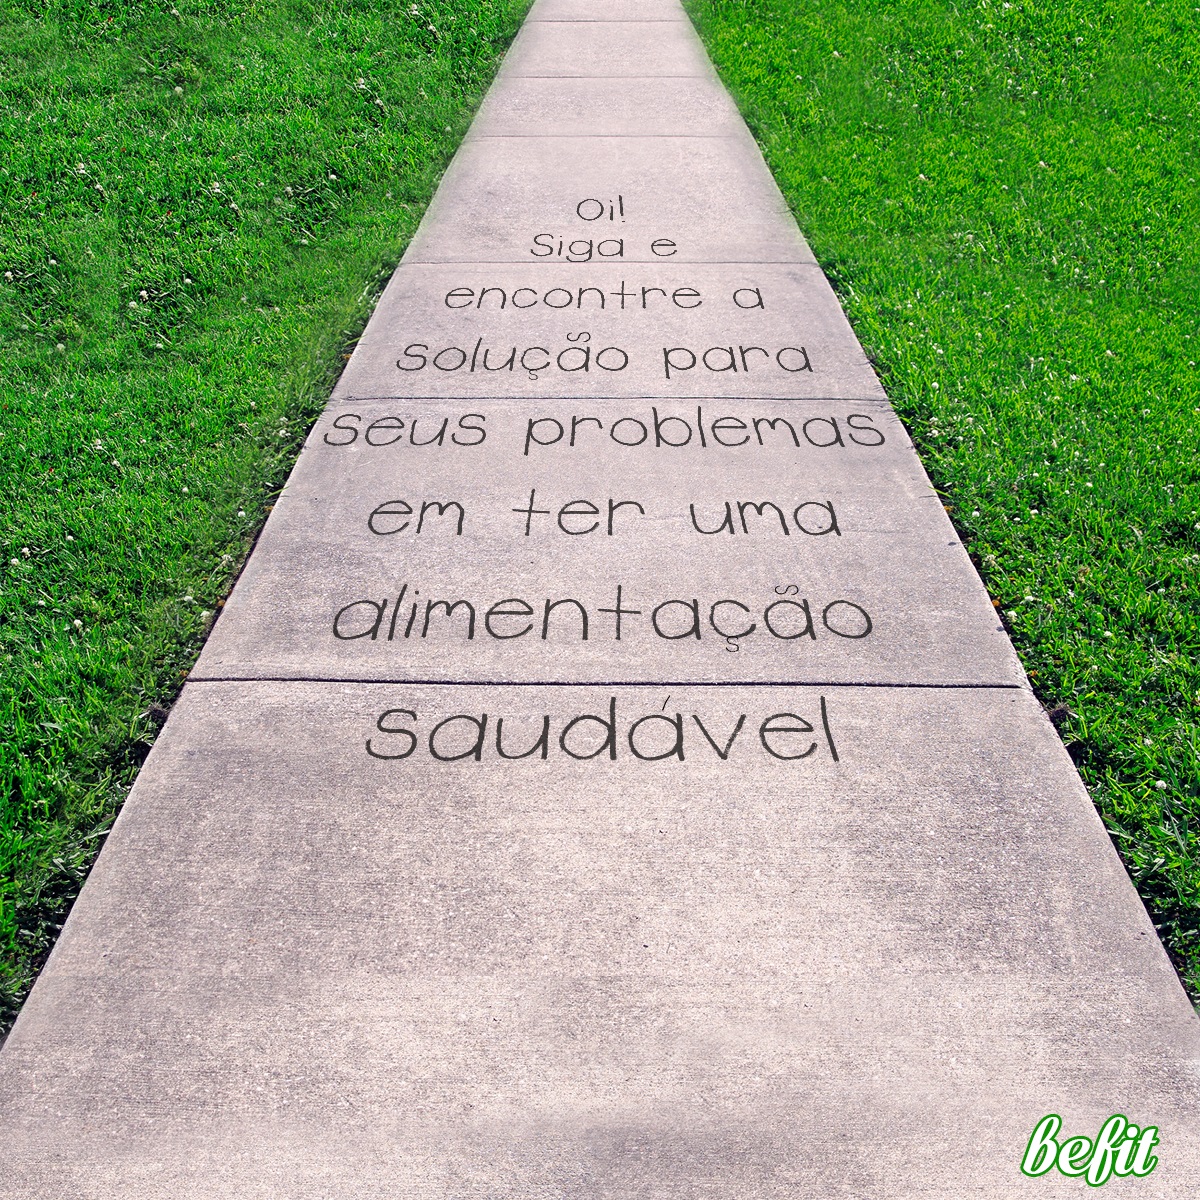 Oi!
Siga e
encontre a
solução para
seus problemas
em ter uma
alimentação
saudável
befit